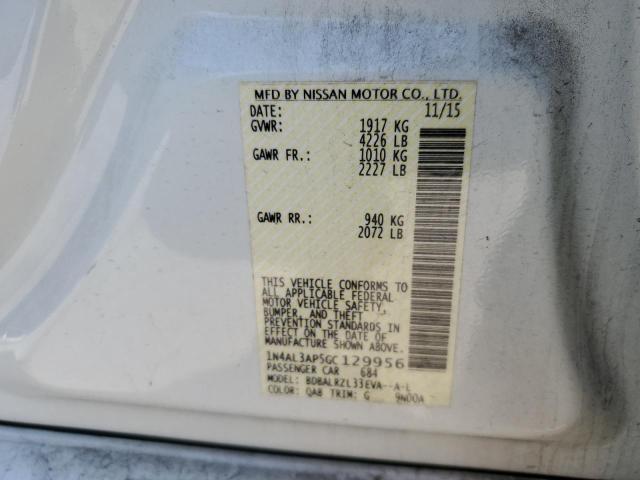 MFD BY NISSAN MOTOR CO., LTD.
DATE: 11/15
GVWR: 1917 KG
4226 LB
GAWR FR.: 1010 KG
2227 LB
GAWR RR.: 940 KG
2072 LB
THIS VEHICLE CONFORMS TO
ALL APPLICABLE FEDERAL
MOTOR VEHICLE SAFETY,
BUMPER, AND THEFT
PREVENTION STANDARDS IN
EFFECT ON THE DATE OF
MANUFACTURE SHOWN ABOVE.
1N4AL3AP5GC129956
PASSENGER CAR 684
MODEL: BDBALRZL33EVA--A-L
COLOR: QAB TRIM: G 9N00A